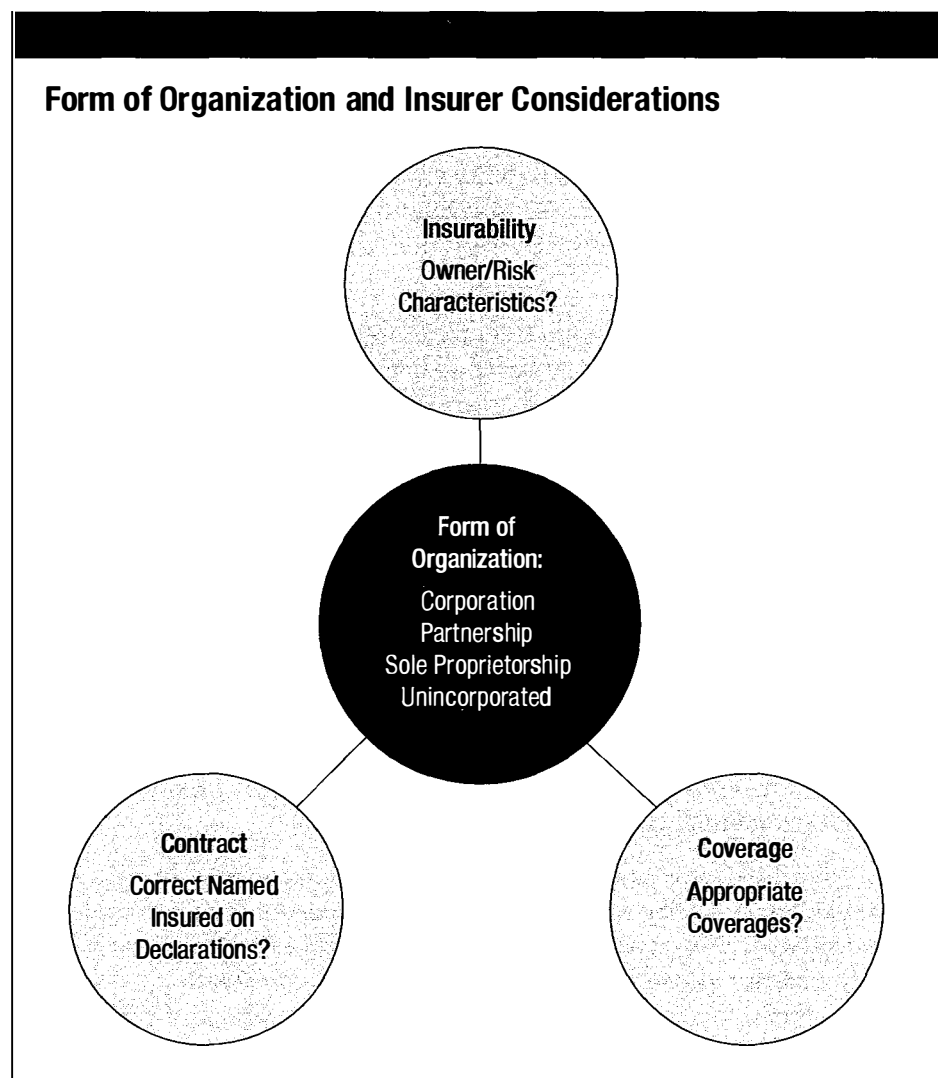 Form of Organization and Insurer Considerations
Insurability
Owner/Risk
Characteristics?
Form of
Organization:
Corporation
Partnership
Sole Proprietorship
Unincorporated
Contract
Correct Named
Insured on
Declarations?
Coverage
Appropriate
Coverages?